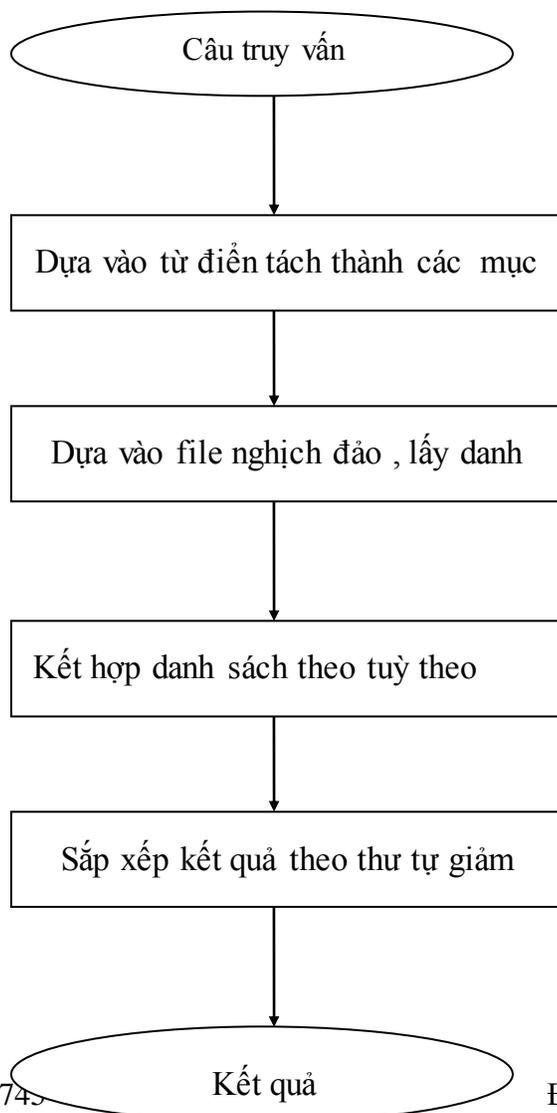 Câu truy vấn
Dựa vào từ điển tách thành các mục
Dựa vào file nghịch đảo , lấy danh
Kết hợp danh sách theo tuỳ theo
Sắp xếp kết quả theo thư tự giảm
Kết quả